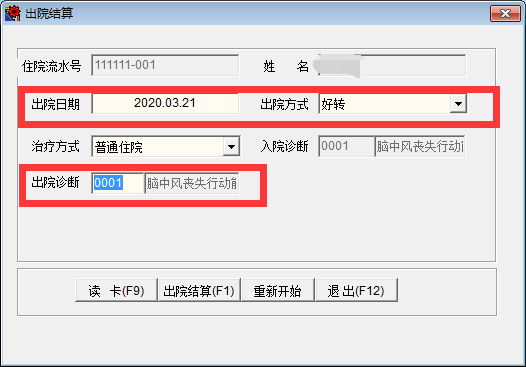 出院结算
住院流水号 111111-001 姓 名
出院日期 2020.03.21 出院方式 好转
治疗方式 普通住院 入院诊断 0001 脑中风丧失行动
出院诊断 0001 脑中风丧失行动
读 卡(F9) 出院结算(F1) 重新开始 退 出(F12)